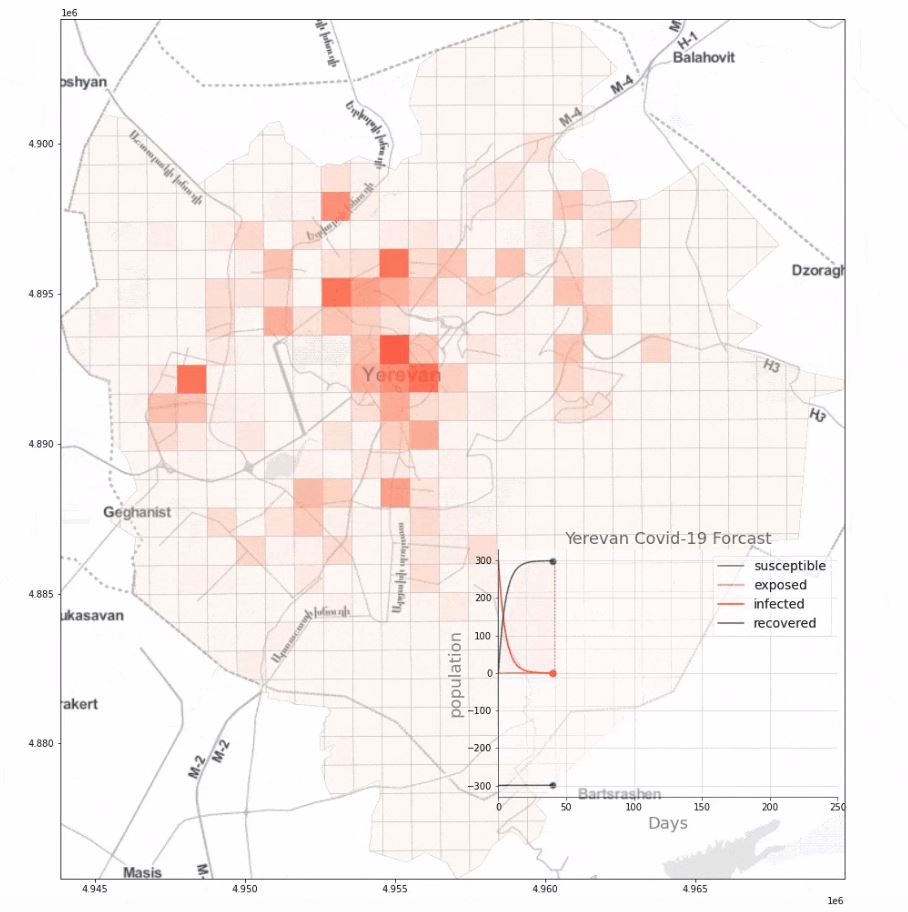 1e6
M
H-1
Balahovit
oshyan
M-4
M-4
4.900
Dzoragh
4.895
H3
Yerevan
H3
4.890
Geghanist
Yerevan Covid-19 Forcast
300
susceptible
200
exposed
100
infected
0
recovered
4.885
ukasavan
population
−100
rakert
4.880
−200
M-2
M-2
−300
Bartsrashen
0
50
100
150
200
250
Days
Masis
M-
4.945
4.950
4.955
4.960
4.965
1e6